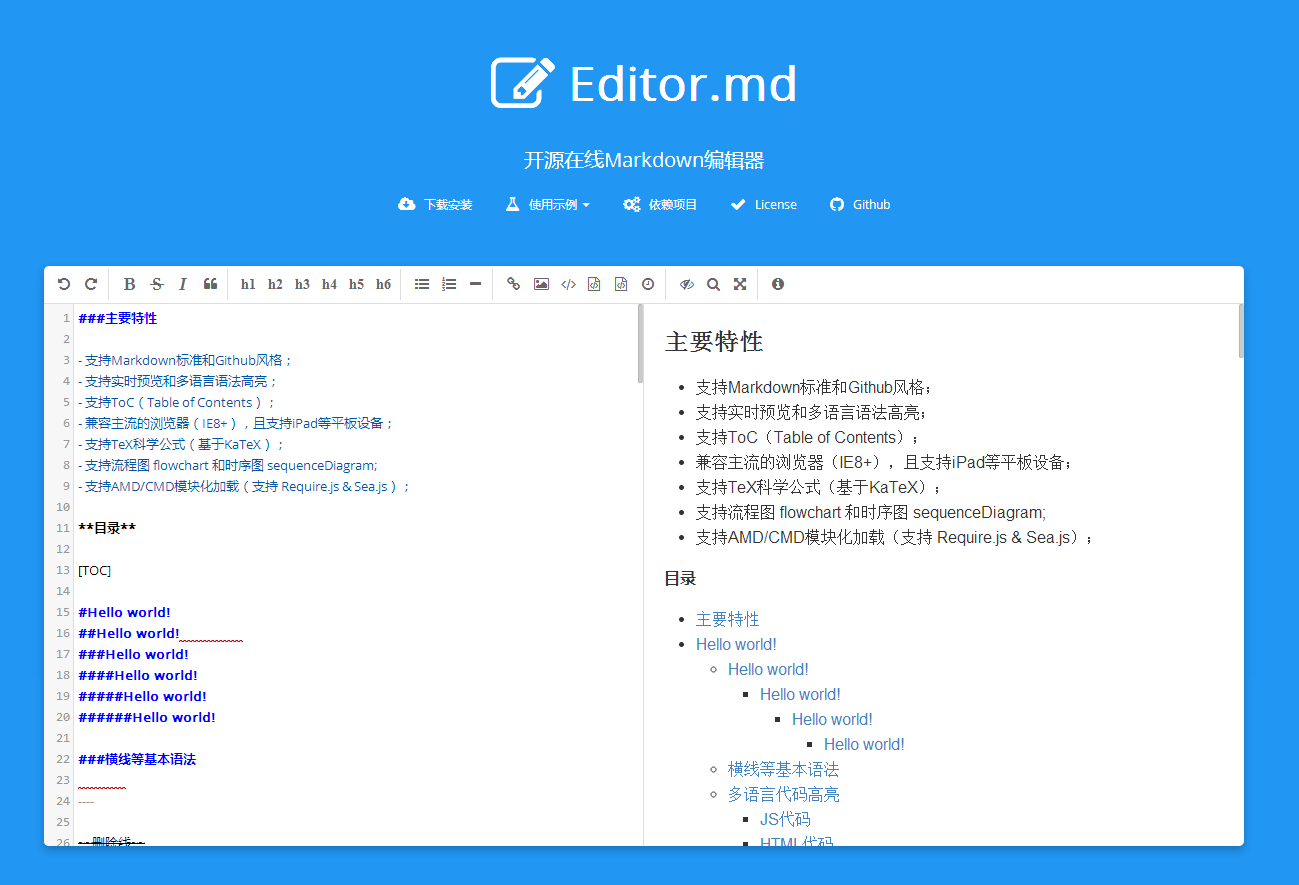 Editor.md
开源在线Markdown编辑器
下载安装 使用示例 依赖项目 License Github
B S I h1 h2 h3 h4 h5 h6
1 ###主要特性
2
3 - 支持Markdown标准和Github风格；
4 - 支持实时预览和多语言语法高亮；
5 - 支持ToC（Table of Contents）；
6 - 兼容主流的浏览器（IE8+），且支持iPad等平板设备；
7 - 支持TeX科学公式（基于KaTeX）；
8 - 支持流程图 flowchart 和时序图 sequenceDiagram;
9 - 支持AMD/CMD模块化加载（支持 Require.js & Sea.js）；
10
11 **目录**
12
13 [TOC]
14
15 #Hello world!
16 ##Hello world!
17 ###Hello world!
18 ####Hello world!
19 #####Hello world!
20 ######Hello world!
21
22 ###横线等基本语法
23
24 ----
25
26 ~~删除线~~
主要特性
支持Markdown标准和Github风格；
支持实时预览和多语言语法高亮；
支持ToC（Table of Contents）；
兼容主流的浏览器（IE8+），且支持iPad等平板设备；
支持TeX科学公式（基于KaTeX）；
支持流程图 flowchart 和时序图 sequenceDiagram;
支持AMD/CMD模块化加载（支持 Require.js & Sea.js）；
目录
主要特性
Hello world!
Hello world!
Hello world!
Hello world!
Hello world!
横线等基本语法
多语言代码高亮
JS代码
HTML代码